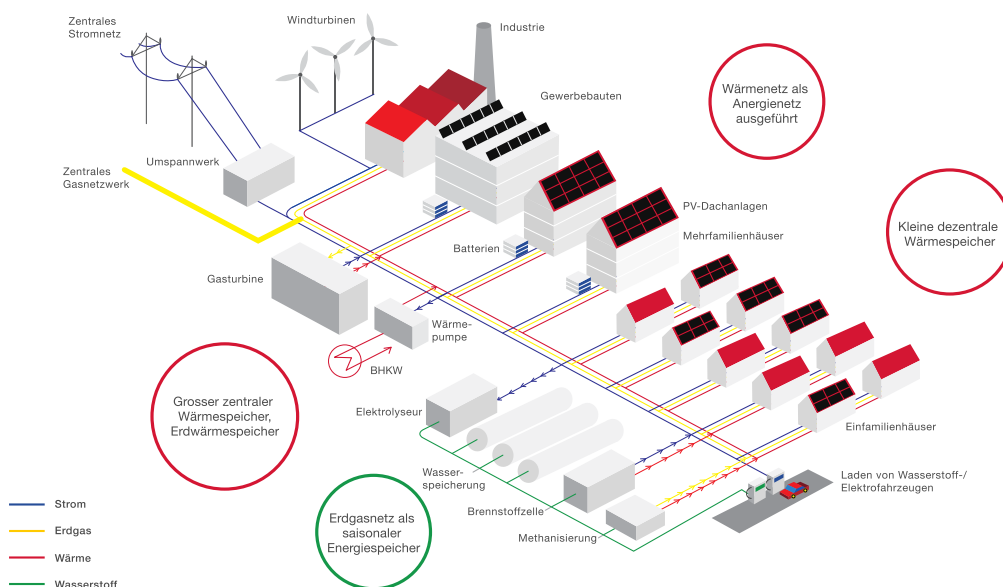 Zentrales
Stromnetz
Windturbinen
Industrie
Gewerbebauten
Wärmenetz als
Anergienetz
ausgeführt
Umspannwerk
Zentrales
Gasnetzwerk
PV-Dachanlagen
Mehrfamilienhäuser
Kleine dezentrale
Wärmespeicher
Batterien
Gasturbine
Wärme-
pumpe
BHKW
Grosser zentraler
Wärmespeicher,
Erdwärmespeicher
Elektrolyseur
Einfamilienhäuser
Wasser-
speicherung
Laden von Wasserstoff-/
Elektrofahrzeugen
Brennstoffzelle
Erdgasnetz als
saisonaler
Energiespeicher
Methanisierung
Strom
Erdgas
Wärme
Wasserstoff